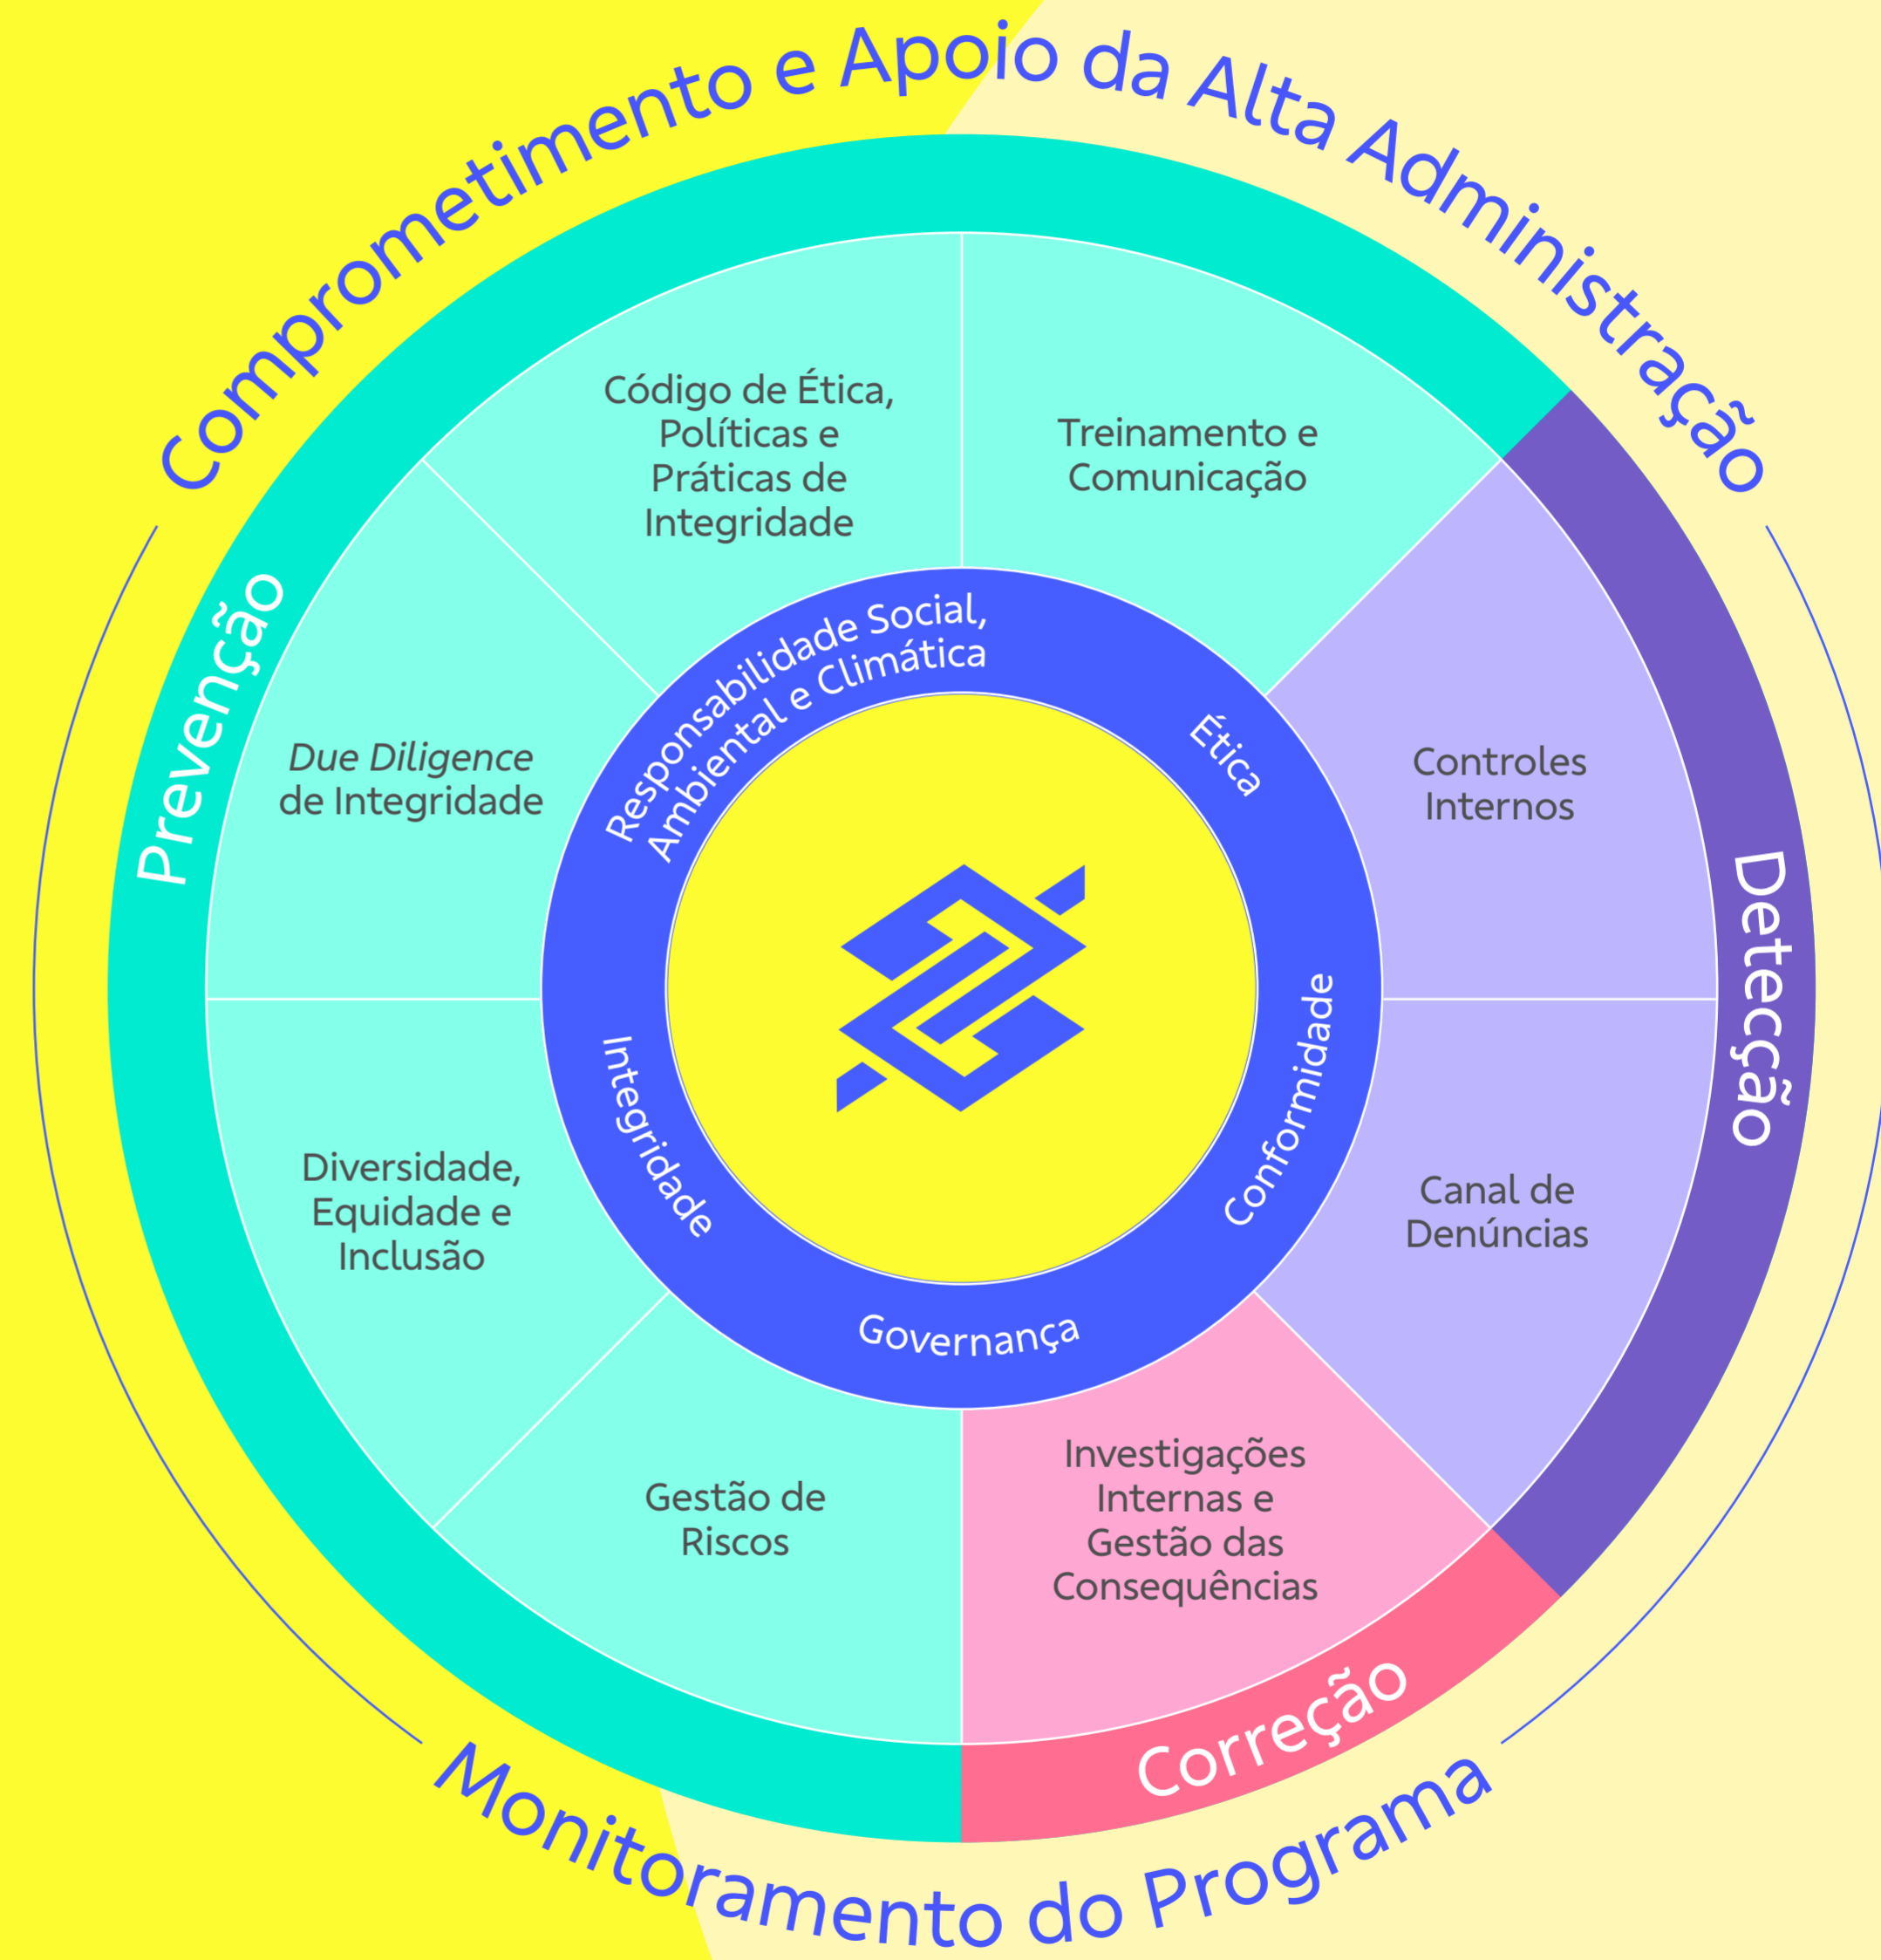 Comprometimento e Apoio da Alta Administração
Prevenção
Código de Ética,
Políticas e
Práticas de
Integridade
Treinamento e
Comunicação
Due Diligence
de Integridade
Diversidade,
Equidade e
Inclusão
Gestão de
Riscos
Detecção
Controles
Internos
Canal de
Denúncias
Correção
Investigações
Internas e
Gestão das
Consequências
Responsabilidade Social,
Ambiental e Climática
Ética
Conformidade
Governança
Integridade
Monitoramento do Programa